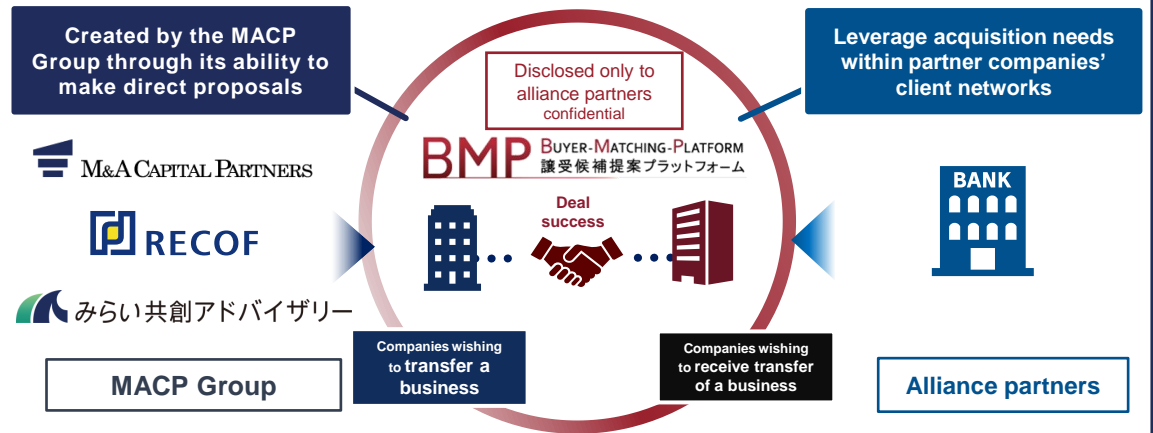 Created by the MACP
Group through its ability to
make direct proposals
M&A CAPITAL PARTNERS
RECOF
みらい共創アドバイザリー
MACP Group
Disclosed only to
alliance partners
confidential
BMP
BUYER-MATCHING-PLATFORM
譲受候補提案プラットフォーム
Deal
success
Companies wishing
to transfer a
business
Companies wishing
to receive transfer
of a business
Leverage acquisition needs
within partner companies’
client networks
BANK
Alliance partners